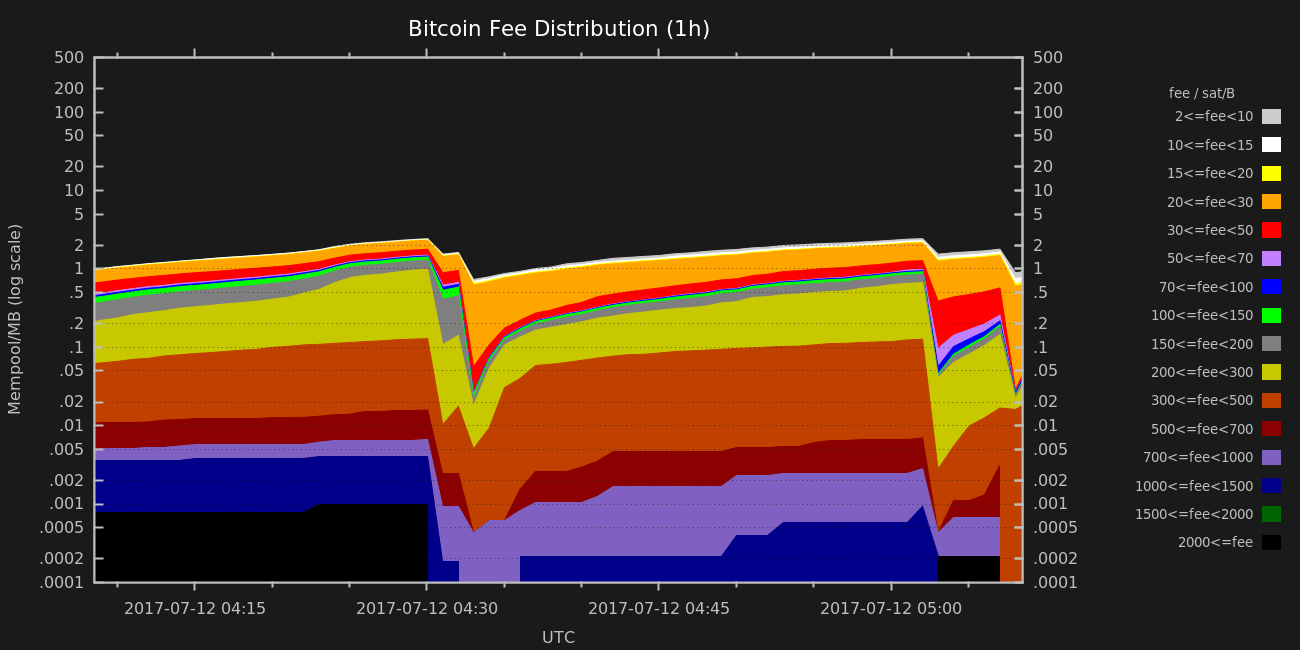 Bitcoin Fee Distribution (1h)
Mempool/MB (log scale)
500
200
100
50
20
10
5
2
1
.5
.2
.1
.05
.02
.01
.005
.002
.001
.0005
.0002
.0001
500
200
100
50
20
10
5
2
1
.5
.2
.1
.05
.02
.01
.005
.002
.001
.0005
.0002
.0001
2017-07-12 04:15
2017-07-12 04:30
2017-07-12 04:45
2017-07-12 05:00
UTC
fee / sat/B
2<=fee<10
10<=fee<15
15<=fee<20
20<=fee<30
30<=fee<50
50<=fee<70
70<=fee<100
100<=fee<150
150<=fee<200
200<=fee<300
300<=fee<500
500<=fee<700
700<=fee<1000
1000<=fee<1500
1500<=fee<2000
2000<=fee